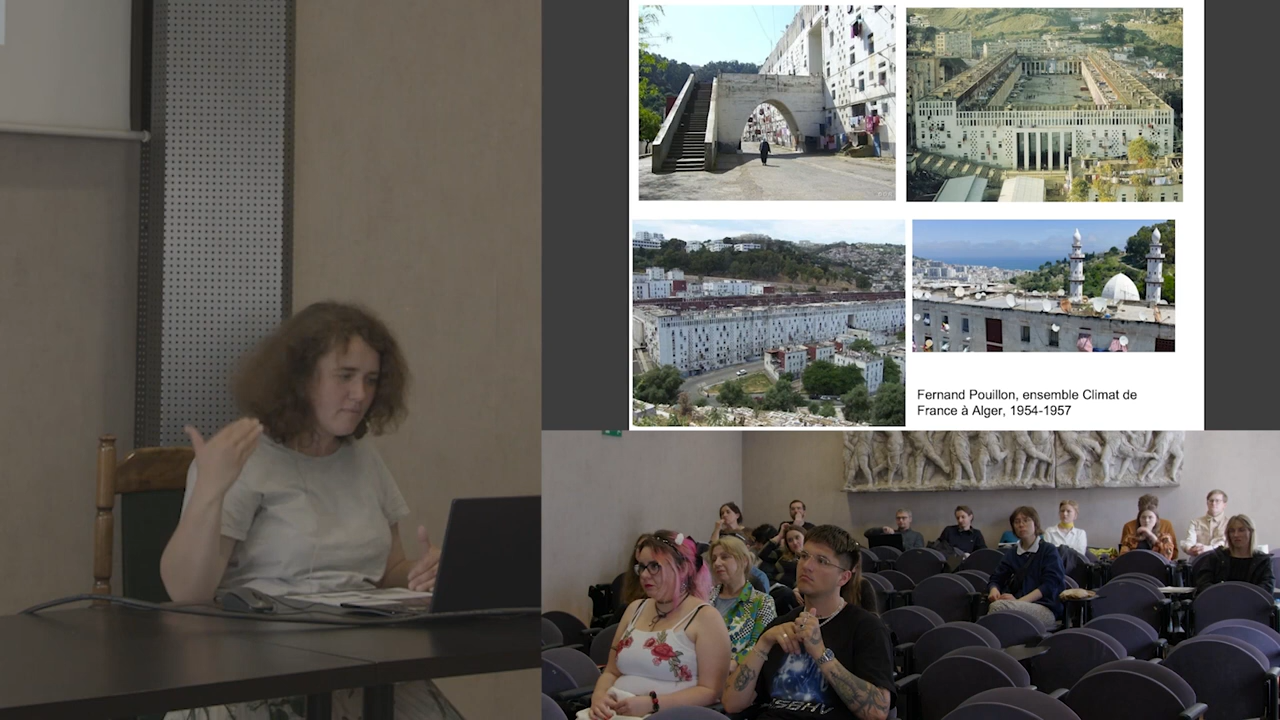 Fernand Pouillon, ensemble Climat de
France à Alger, 1954-1957